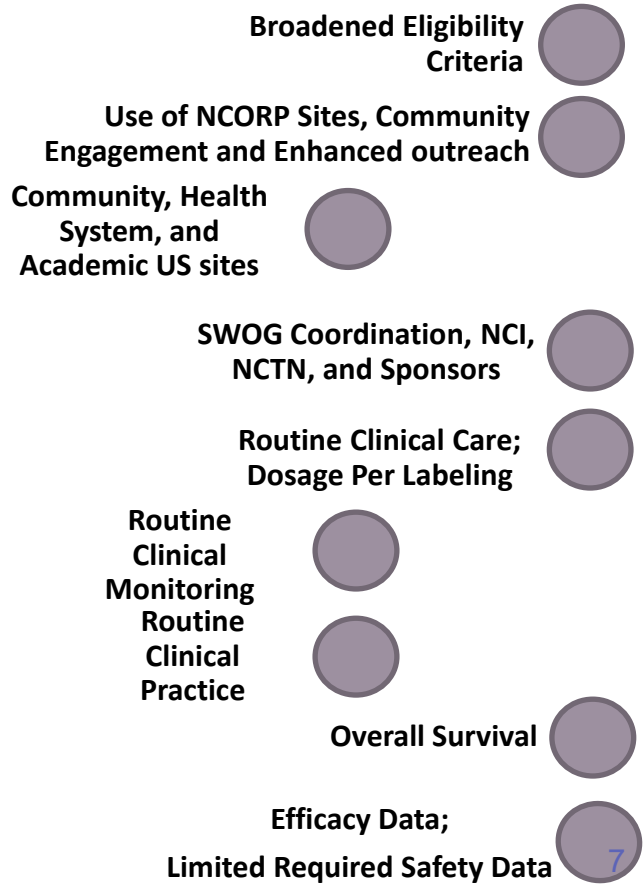 Broadened Eligibility
Criteria
Use of NCORP Sites, Community
Engagement and Enhanced outreach
Community, Health
System, and
Academic US sites
SWOG Coordination, NCI,
NCTN, and Sponsors
Routine Clinical Care;
Dosage Per Labeling
Routine
Clinical
Monitoring
Routine
Clinical
Practice
Overall Survival
Efficacy Data;
Limited Required Safety Data
7